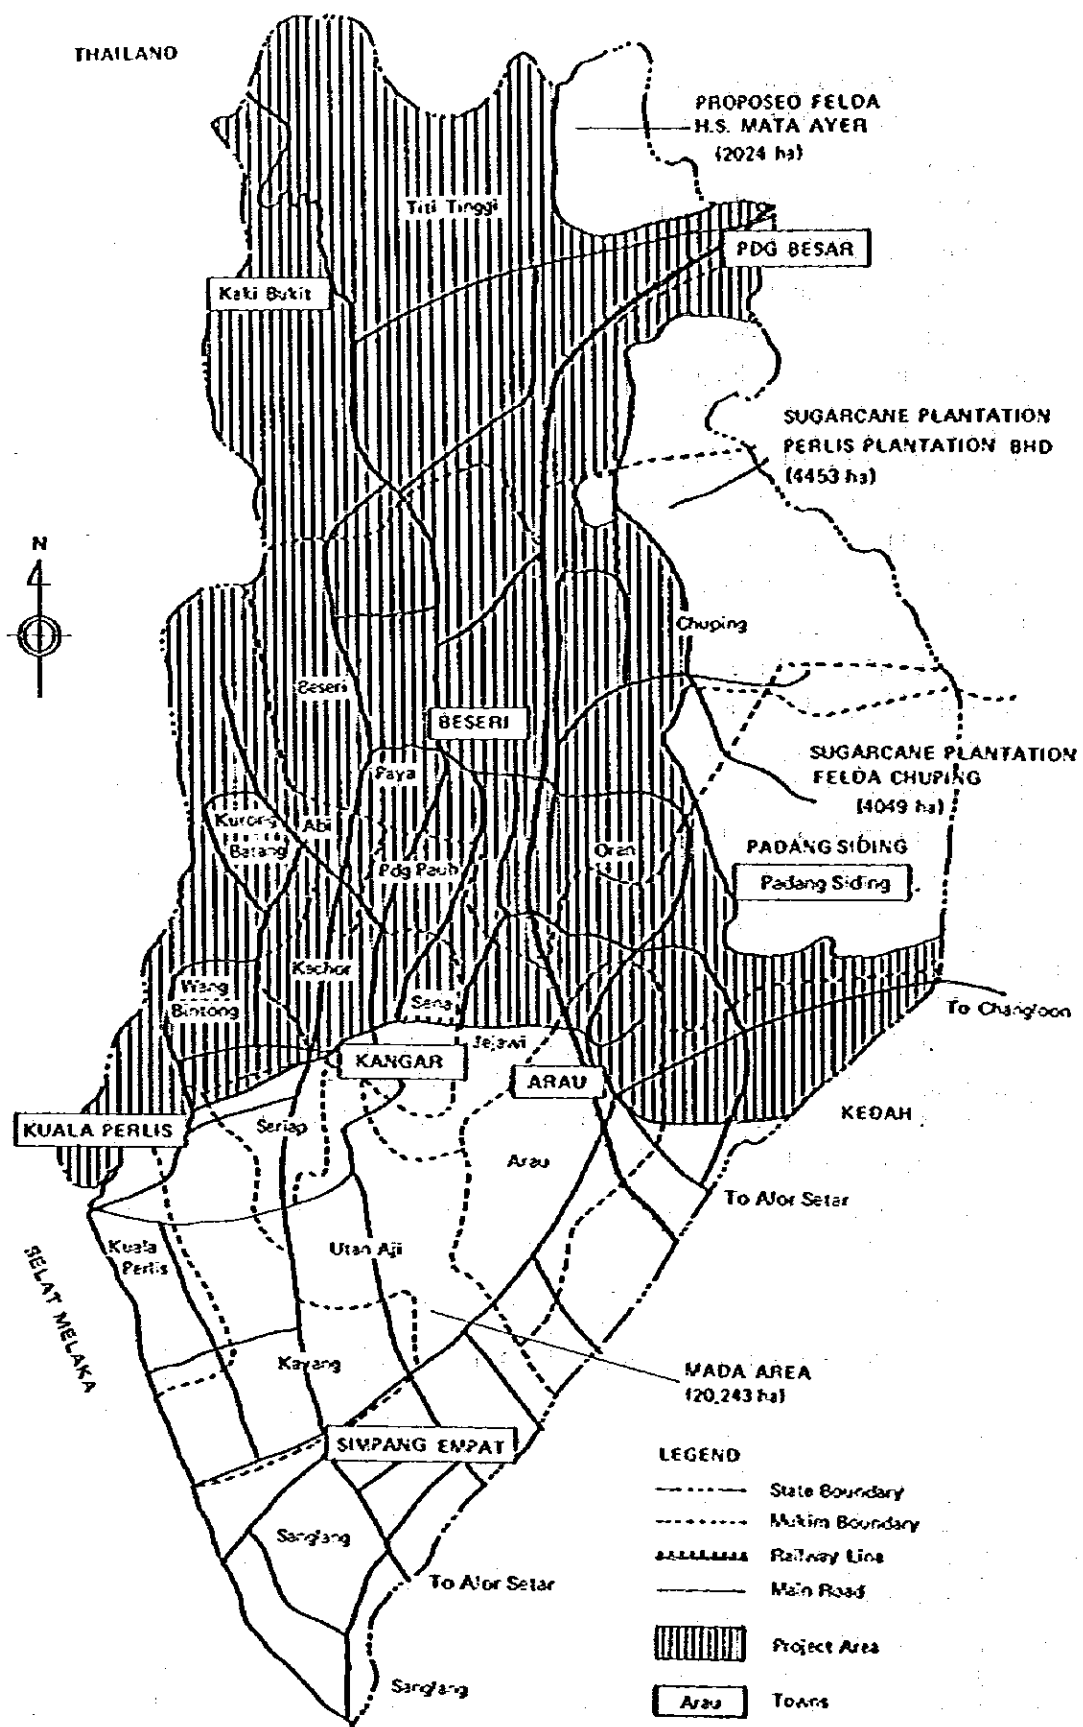 THAILAND
PROPOSED FELDA
H.S. MATA AYER
(2024 ha)
Titi Tinggi
PDG BESAR
Kaki Bukit
SUGARCANE PLANTATION
PERLIS PLANTATION BHD
(4453 ha)
N
Chuping
Beseri
BESERI
SUGARCANE PLANTATION
FELDA CHUPING
(4049 ha)
Paya
Kurong
Batang
Abi
Pdg Pauh
Oran
PADANG SIDING
Padang Siding
Wang
Bintong
Kechor
Sena
To Changloon
Jejawi
KANGAR
ARAU
KEDAH
KUALA PERLIS
Seriap
Arau
To Alor Setar
Kuala
Perlis
Utan Aji
SELAT MELAKA
Kayang
MADA AREA
(20,243 ha)
SIMPANG EMPAT
LEGEND
State Boundary
Mukim Boundary
Railway Line
Main Road
Project Area
Arau Towns
Sanglang
To Alor Setar
Sanglang